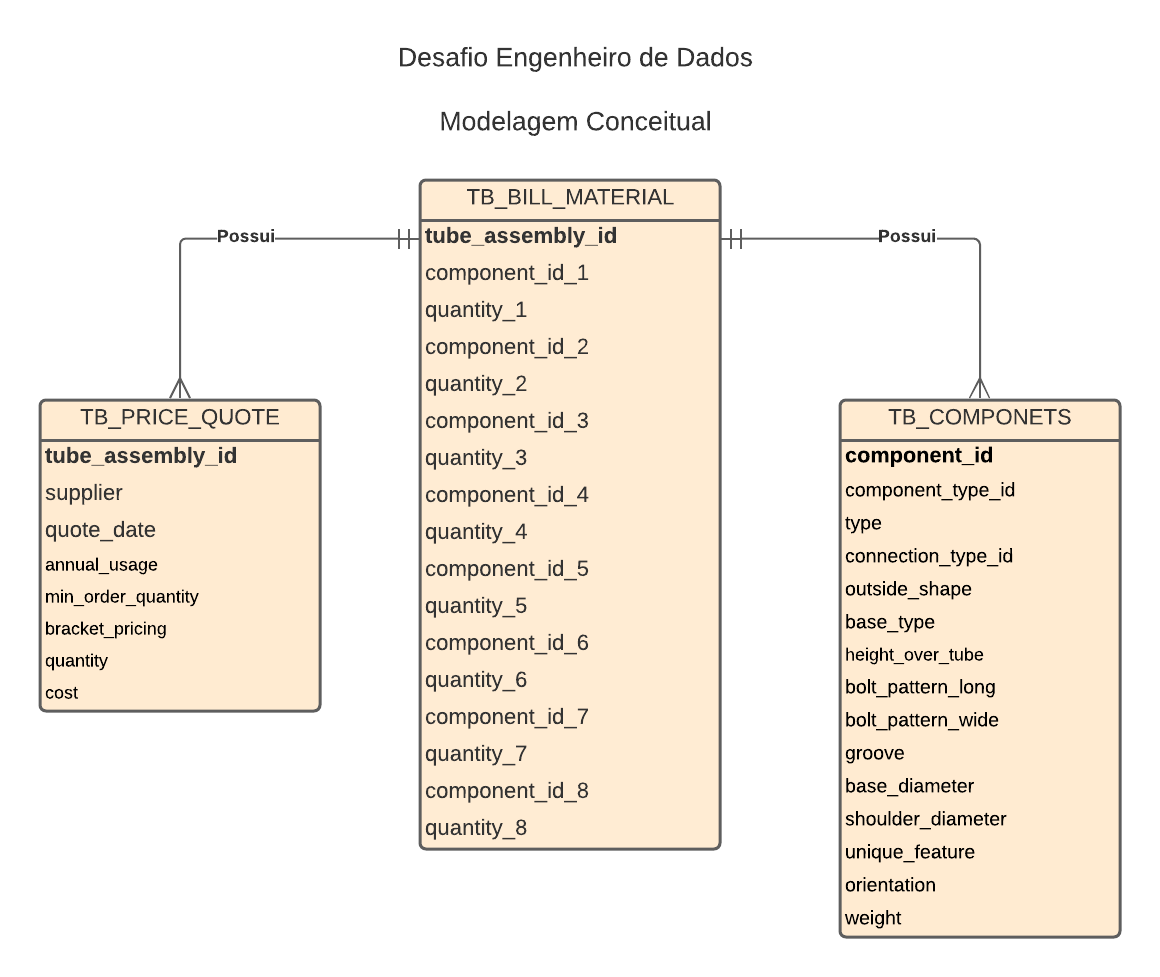 Desafio Engenheiro de Dados
Modelagem Conceitual
TB_BILL_MATERIAL
tube_assembly_id
component_id_1
quantity_1
component_id_2
quantity_2
component_id_3
quantity_3
component_id_4
quantity_4
component_id_5
quantity_5
component_id_6
quantity_6
component_id_7
quantity_7
component_id_8
quantity_8
Possui
Possui
TB_PRICE_QUOTE
tube_assembly_id
supplier
quote_date
annual_usage
min_order_quantity
bracket_pricing
quantity
cost
TB_COMPONETS
component_id
component_type_id
type
connection_type_id
outside_shape
base_type
height_over_tube
bolt_pattern_long
bolt_pattern_wide
groove
base_diameter
shoulder_diameter
unique_feature
orientation
weight